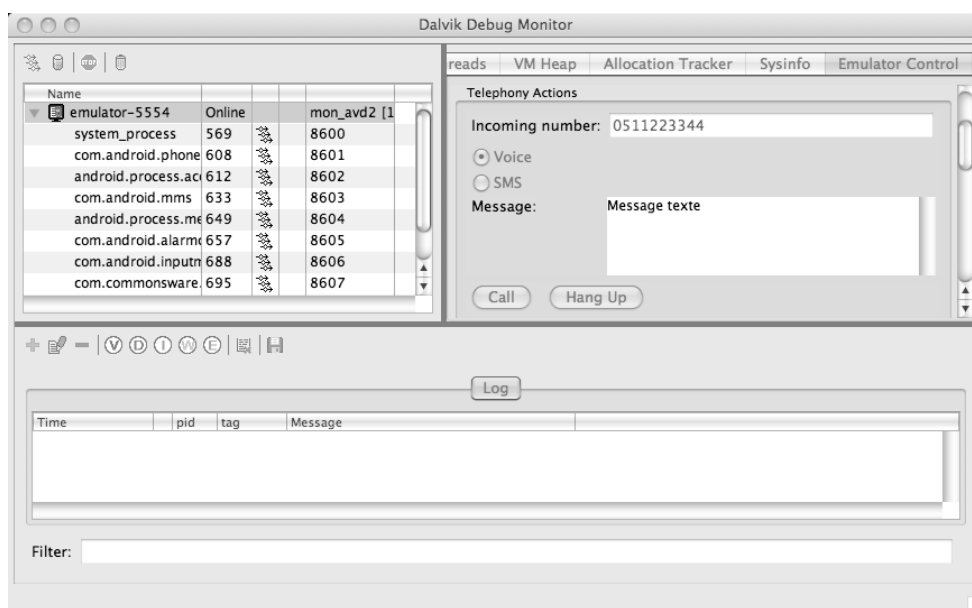 Dalvik Debug Monitor
reads VM Heap Allocation Tracker Sysinfo Emulator Control
Name
emulator-5554 Online mon_avd2 [1
system_process 569 8600
com.android.phone 608 8601
android.process.aco 612 8602
com.android.mms 633 8603
android.process.me 649 8604
com.android.alarmc 657 8605
com.android.inputm 688 8606
com.commonsware. 695 8607
Telephony Actions
Incoming number: 0511223344
Voice
SMS
Message: Message texte
Call Hang Up
V D I W E
Log
Time pid tag Message
Filter: